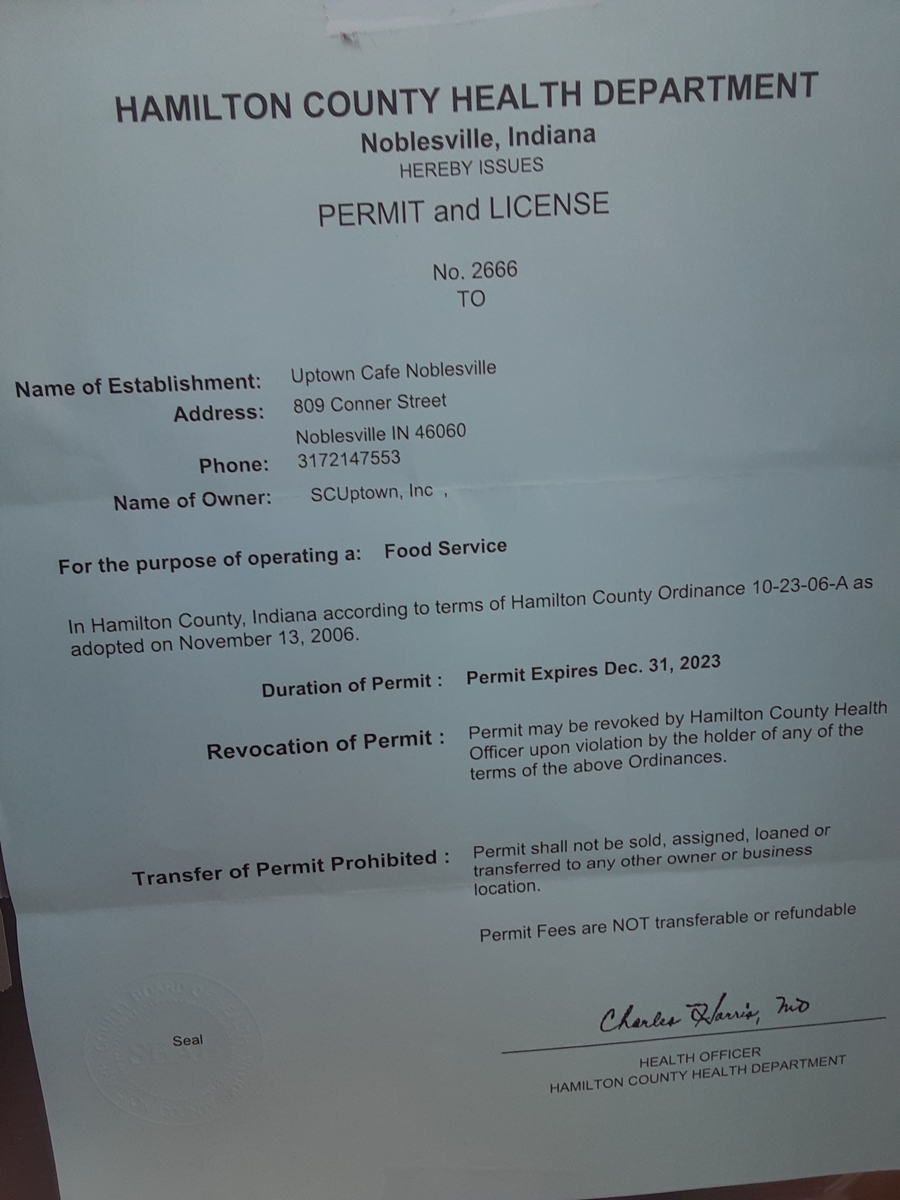 HAMILTON COUNTY HEALTH DEPARTMENT
Noblesville, Indiana
HEREBY ISSUES
PERMIT and LICENSE
No. 2666
TO
Name of Establishment: Uptown Cafe Noblesville
Address: 809 Conner Street
Noblesville IN 46060
Phone: 3172147553
Name of Owner: SCUptown, Inc ,
For the purpose of operating a: Food Service
In Hamilton County, Indiana according to terms of Hamilton County Ordinance 10-23-06-A as
adopted on November 13, 2006.
Duration of Permit : Permit Expires Dec. 31, 2023
Revocation of Permit : Permit may be revoked by Hamilton County Health
Officer upon violation by the holder of any of the
terms of the above Ordinances.
Transfer of Permit Prohibited : Permit shall not be sold, assigned, loaned or
transferred to any other owner or business
location.
Permit Fees are NOT transferable or refundable
Charles Harris, MD
Seal
HEALTH OFFICER
HAMILTON COUNTY HEALTH DEPARTMENT